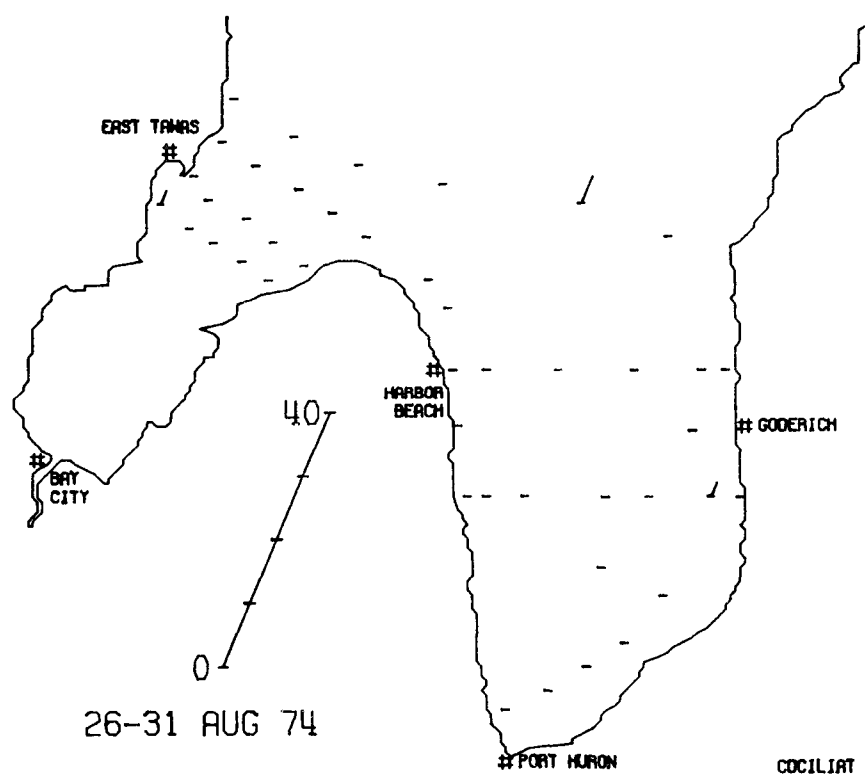 EAST TAWAS
#
#
HARBOR
BEACH
40
# GODERICH
#
BAY
CITY
0
26-31 AUG 74
# PORT HURON
COCILIAT